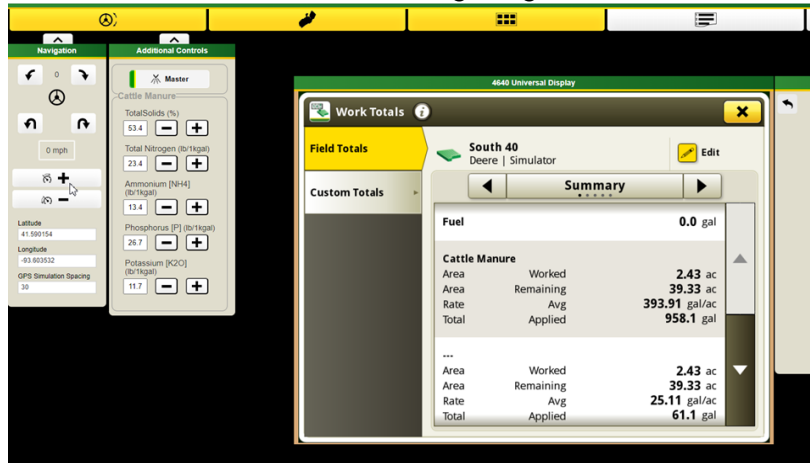 Navigation
0
0 mph
Latitude
41.590154
Longitude
-93.603532
GPS Simulation Spacing
30
Additional Controls
Master
Cattle Manure
TotalSolids (%)
53.4
Total Nitrogen (lb/1kgal)
23.4
Ammonium [NH4]
(lb/1kgal)
13.4
Phosphorus [P] (lb/1kgal)
26.7
Potassium [K2O]
(lb/1kgal)
11.7
4640 Universal Display
Work Totals i
Field Totals
Custom Totals
South 40
Deere | Simulator
Edit
Summary
Fuel 0.0 gal
Cattle Manure
Area Worked 2.43 ac
Area Remaining 39.33 ac
Rate Avg 393.91 gal/ac
Total Applied 958.1 gal
---
Area Worked 2.43 ac
Area Remaining 39.33 ac
Rate Avg 25.11 gal/ac
Total Applied 61.1 gal